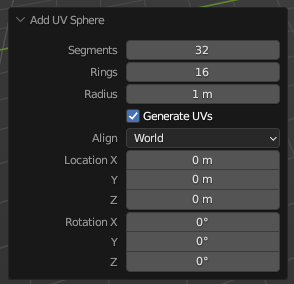 Add UV Sphere
Segments 32
Rings 16
Radius 1 m
Generate UVs
Align World
Location X 0 m
Y 0 m
Z 0 m
Rotation X 0°
Y 0°
Z 0°